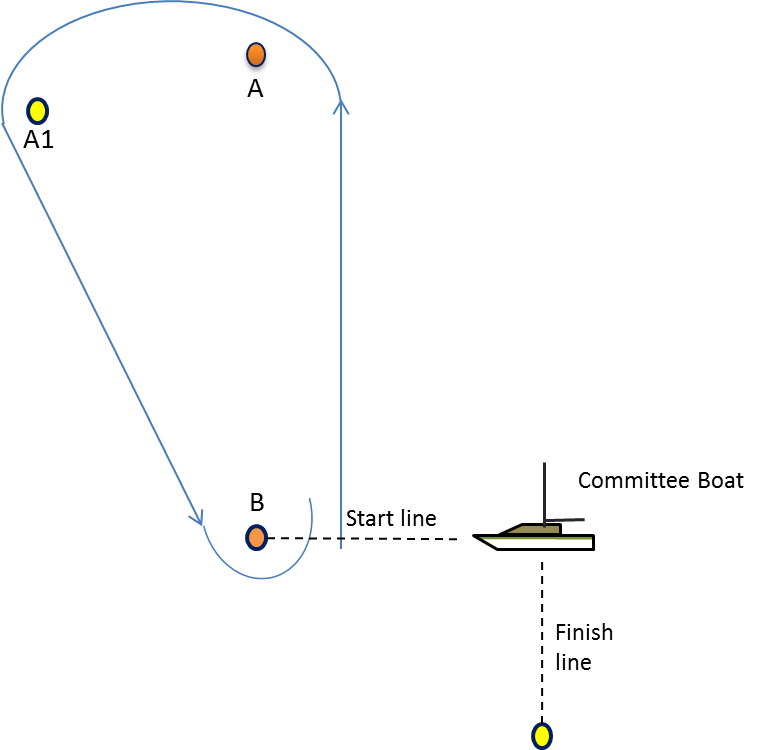 A
A1
Committee Boat
B
Start line
Finish
line